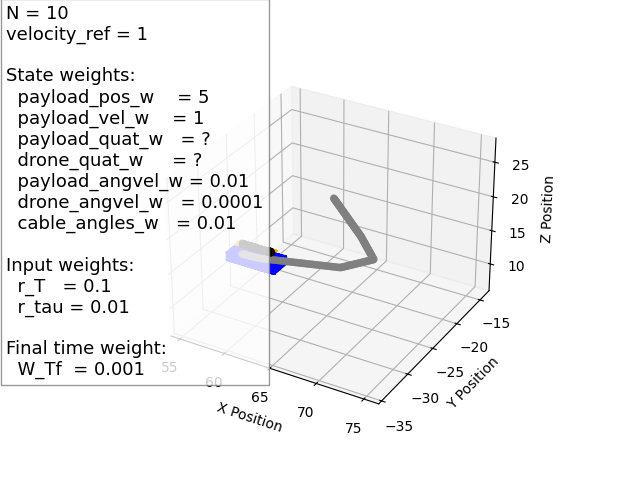 N = 10
velocity_ref = 1
State weights:
payload_pos_w = 5
payload_vel_w = 1
payload_quat_w = ?
drone_quat_w = ?
payload_angvel_w = 0.01
drone_angvel_w = 0.0001
cable_angles_w = 0.01
Input weights:
r_T = 0.1
r_tau = 0.01
Final time weight:
W_Tf = 0.001
55
60
65
70
75
X Position
−35
−30
−25
−20
−15
Y Position
10
15
20
25
Z Position